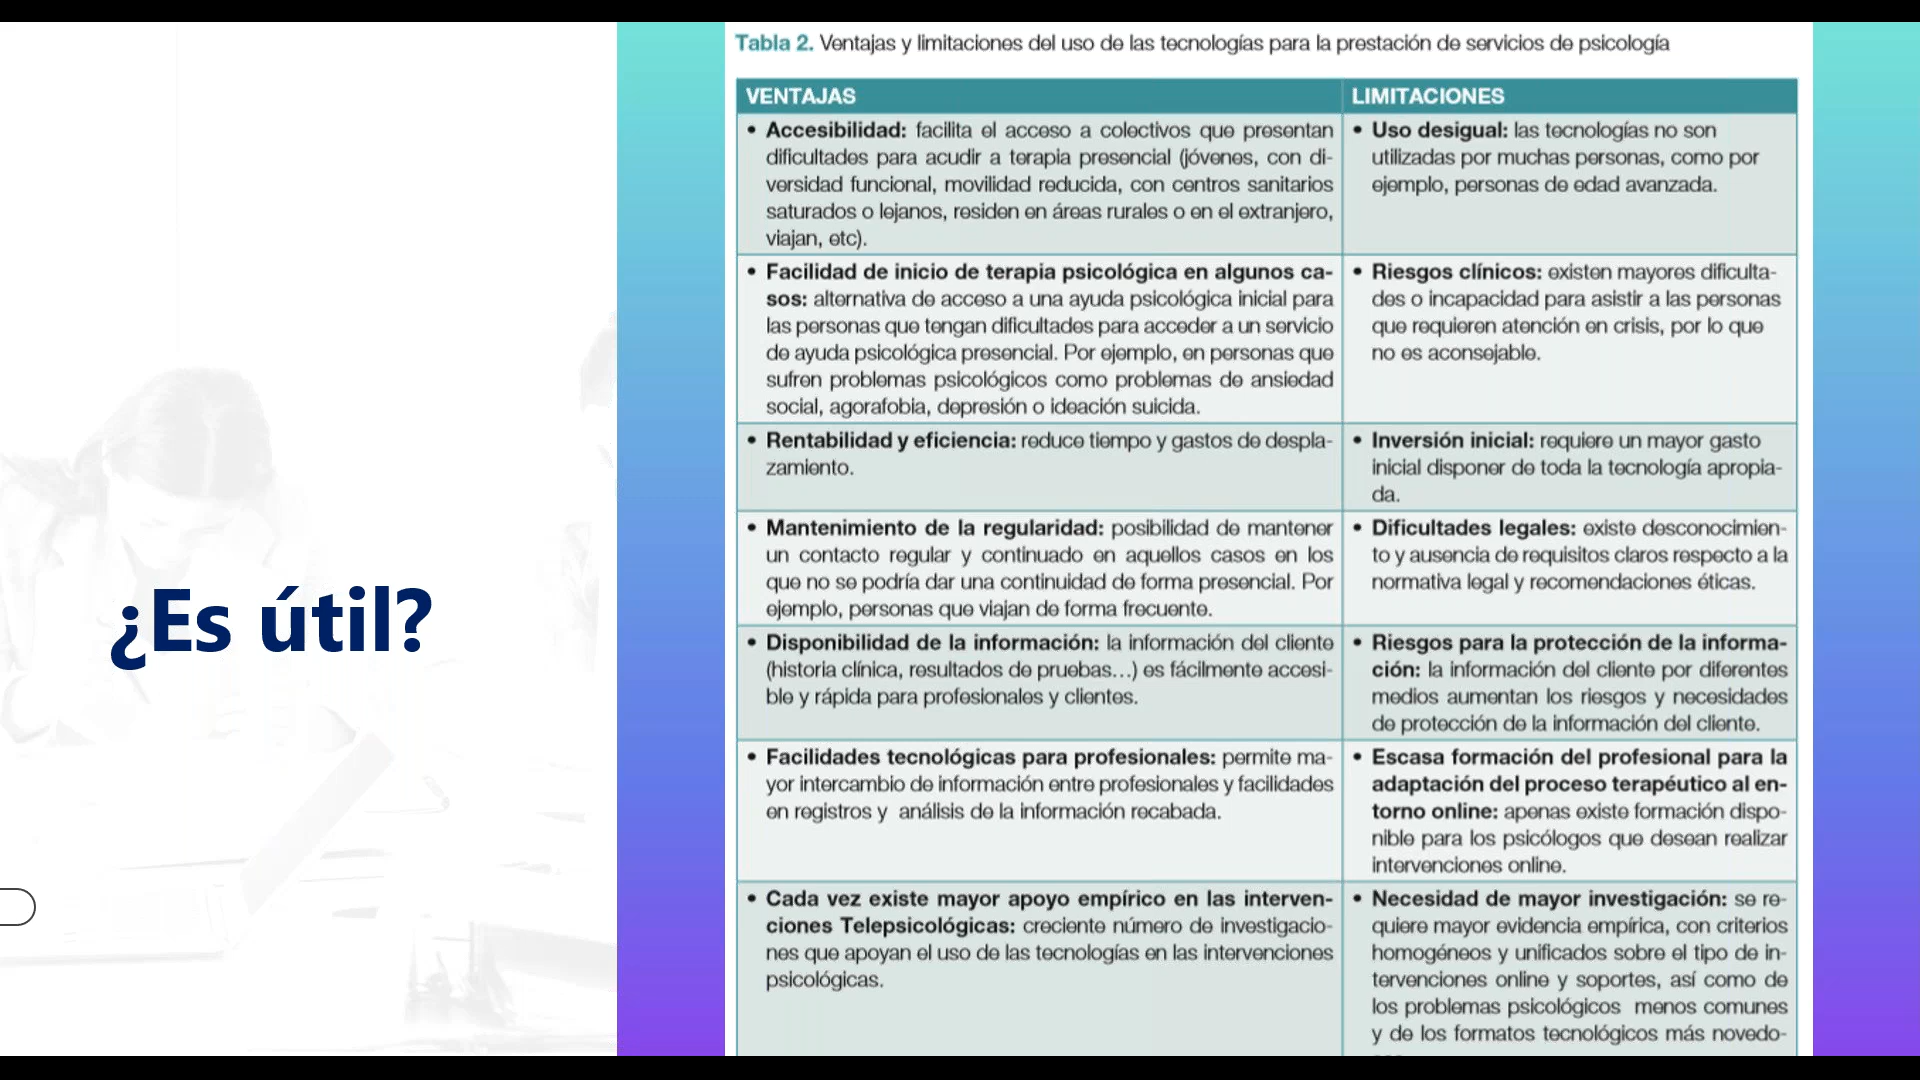 ¿Es útil?
Tabla 2. Ventajas y limitaciones del uso de las tecnologías para la prestación de servicios de psicología
VENTAJAS
LIMITACIONES
• Accesibilidad: facilita el acceso a colectivos que presentan
dificultades para acudir a terapia presencial (jóvenes, con di-
versidad funcional, movilidad reducida, con centros sanitarios
saturados o lejanos, residen en áreas rurales o en el extranjero,
viajan, etc).
• Uso desigual: las tecnologías no son
utilizadas por muchas personas, como por
ejemplo, personas de edad avanzada.
• Facilidad de inicio de terapia psicológica en algunos ca-
sos: alternativa de acceso a una ayuda psicológica inicial para
las personas que tengan dificultades para acceder a un servicio
de ayuda psicológica presencial. Por ejemplo, en personas que
sufren problemas psicológicos como problemas de ansiedad
social, agorafobia, depresión o ideación suicida.
• Riesgos clínicos: existen mayores dificulta-
des o incapacidad para asistir a las personas
que requieren atención en crisis, por lo que
no es aconsejable.
• Rentabilidad y eficiencia: reduce tiempo y gastos de despla-
zamiento.
• Inversión inicial: requiere un mayor gasto
inicial disponer de toda la tecnología apropia-
da.
• Mantenimiento de la regularidad: posibilidad de mantener
un contacto regular y continuado en aquellos casos en los
que no se podría dar una continuidad de forma presencial. Por
ejemplo, personas que viajan de forma frecuente.
• Dificultades legales: existe desconocimien-
to y ausencia de requisitos claros respecto a la
normativa legal y recomendaciones éticas.
• Disponibilidad de la información: la información del cliente
(historia clínica, resultados de pruebas...) es fácilmente accesi-
ble y rápida para profesionales y clientes.
• Riesgos para la protección de la informa-
ción: la información del cliente por diferentes
medios aumentan los riesgos y necesidades
de protección de la información del cliente.
• Facilidades tecnológicas para profesionales: permite ma-
yor intercambio de información entre profesionales y facilidades
en registros y análisis de la información recabada.
• Escasa formación del profesional para la
adaptación del proceso terapéutico al en-
torno online: apenas existe formación dispo-
nible para los psicólogos que desean realizar
intervenciones online.
• Cada vez existe mayor apoyo empírico en las interven-
ciones Telepsicológicas: creciente número de investigacio-
nes que apoyan el uso de las tecnologías en las intervenciones
psicológicas.
• Necesidad de mayor investigación: se re-
quiere mayor evidencia empírica, con criterios
homogéneos y unificados sobre el tipo de in-
tervenciones online y soportes, así como de
los problemas psicológicos menos comunes
y de los formatos tecnológicos más novedo-